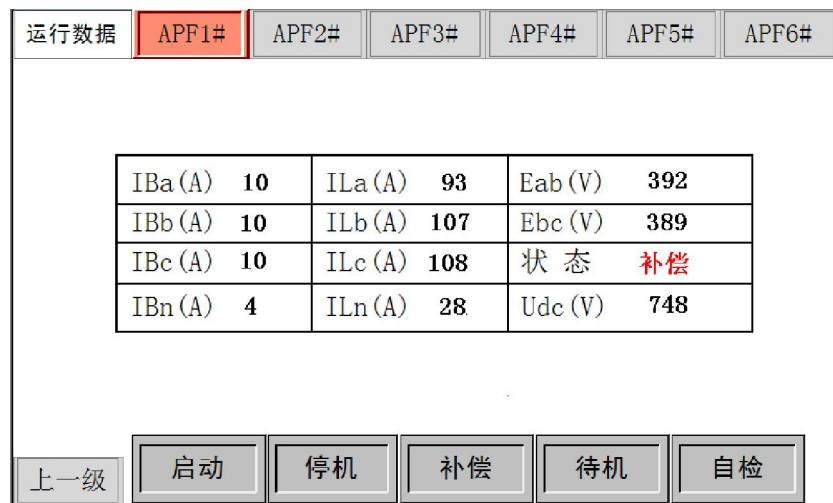 运行数据 APF1# APF2# APF3# APF4# APF5# APF6#
IBa(A) 10 ILa(A) 93 Eab(V) 392
IBb(A) 10 ILb(A) 107 Ebc(V) 389
IBc(A) 10 ILc(A) 108 状态 补偿
IBn(A) 4 ILn(A) 28 Udc(V) 748
上一级 启动 停机 补偿 待机 自检